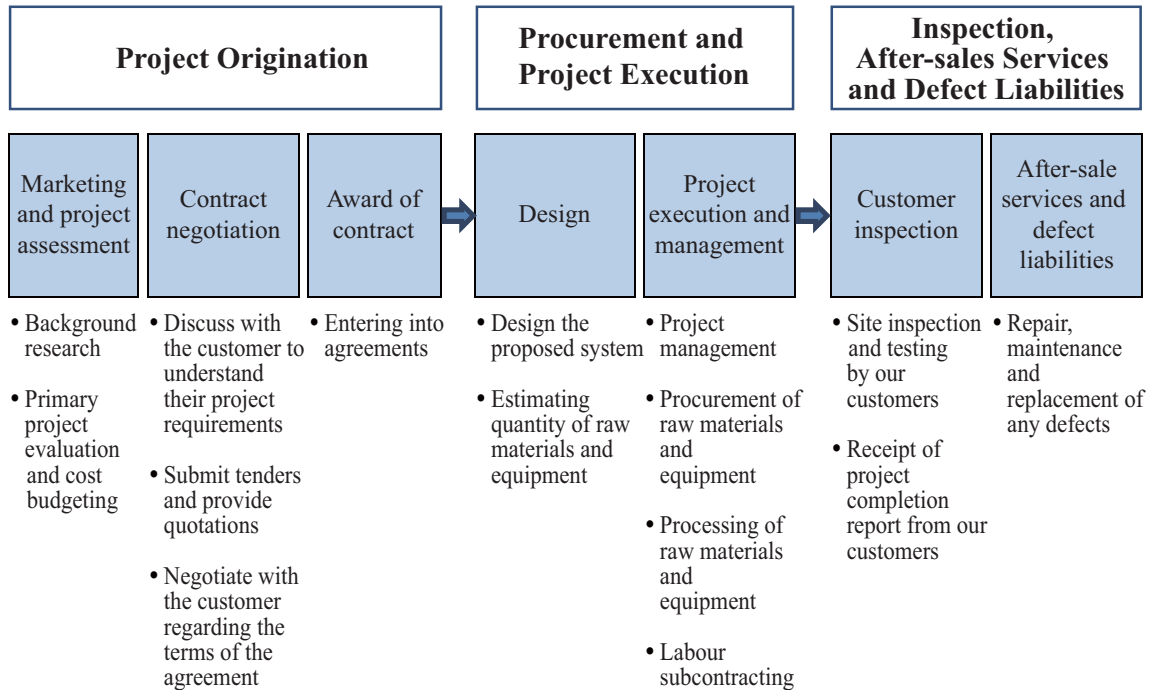 Project Origination
Procurement and
Project Execution
Inspection,
After-sales Services
and Defect Liabilities
Marketing
and project
assessment
Contract
negotiation
Award of
contract
Design
Project
execution and
management
Customer
inspection
After-sale
services and
defect
liabilities
• Background
research
• Primary
project
evaluation
and cost
budgeting
• Discuss with
the customer to
understand
their project
requirements
• Submit tenders
and provide
quotations
• Negotiate with
the customer
regarding the
terms of the
agreement
• Entering into
agreements
• Design the
proposed system
• Estimating
quantity of raw
materials and
equipment
• Project
management
• Procurement of
raw materials
and
equipment
• Processing of
raw materials
and
equipment
• Labour
subcontracting
• Site inspection
and testing
by our
customers
• Receipt of
project
completion
report from our
customers
• Repair,
maintenance
and
replacement of
any defects